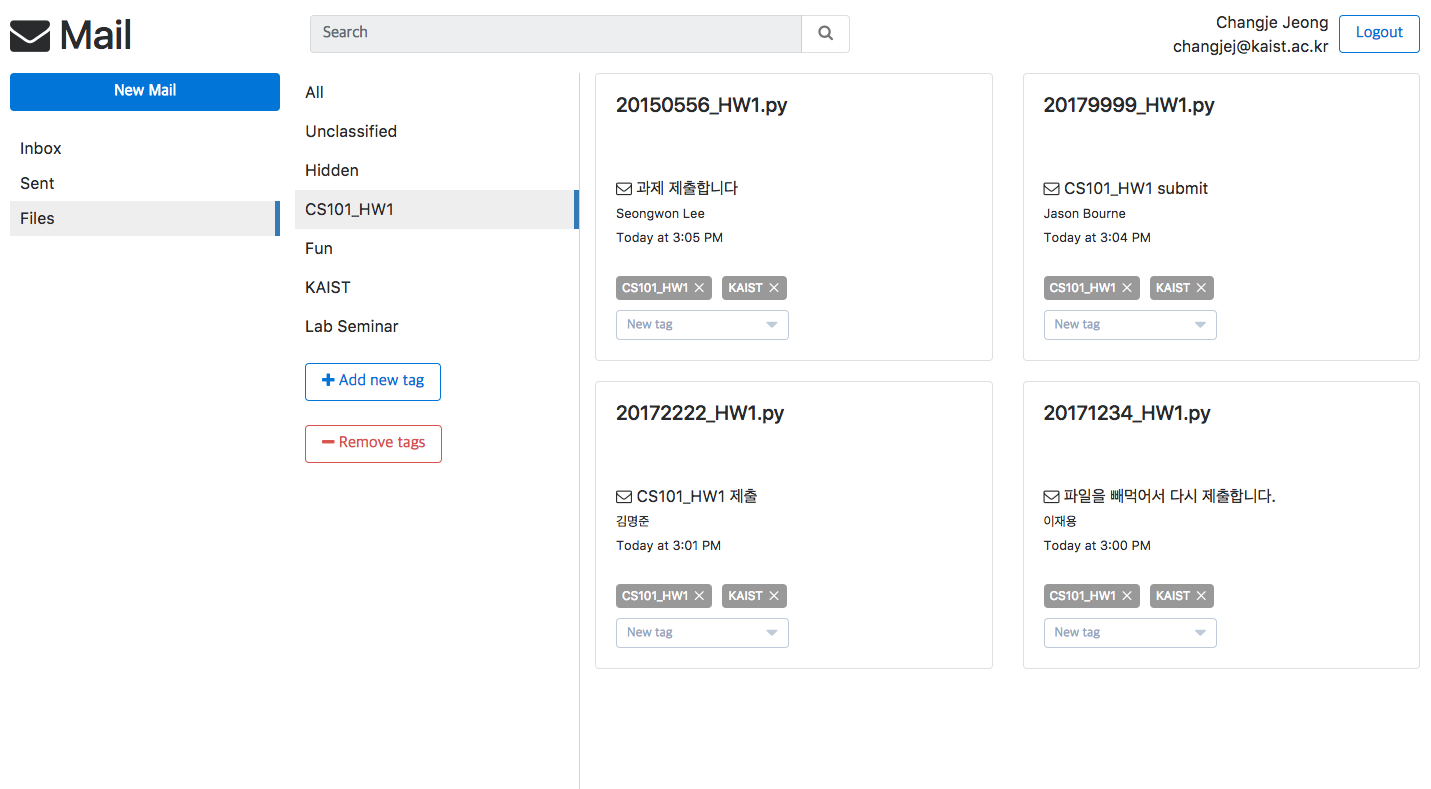 Mail
Search
Changje Jeong
changjej@kaist.ac.kr
Logout
New Mail
Inbox
Sent
Files
All
Unclassified
Hidden
CS101_HW1
Fun
KAIST
Lab Seminar
Add new tag
Remove tags
20150556_HW1.py
과제 제출합니다
Seongwon Lee
Today at 3:05 PM
CS101_HW1 KAIST
New tag
20179999_HW1.py
CS101_HW1 submit
Jason Bourne
Today at 3:04 PM
CS101_HW1 KAIST
New tag
20172222_HW1.py
CS101_HW1 제출
김명준
Today at 3:01 PM
CS101_HW1 KAIST
New tag
20171234_HW1.py
파일을 빼먹어서 다시 제출합니다.
이재용
Today at 3:00 PM
CS101_HW1 KAIST
New tag